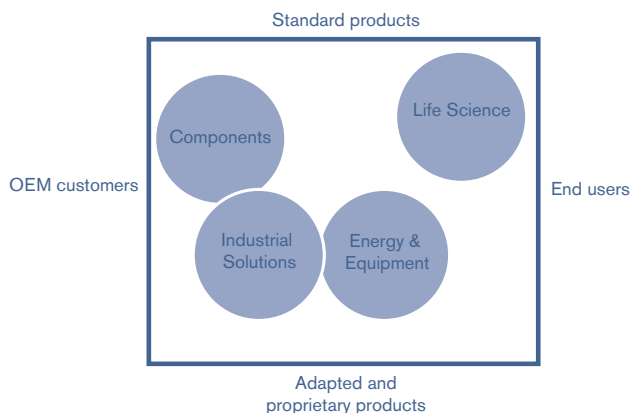 Standard products
Life Science
Components
OEM customers
End users
Industrial
Solutions
Energy &
Equipment
Adapted and
proprietary products